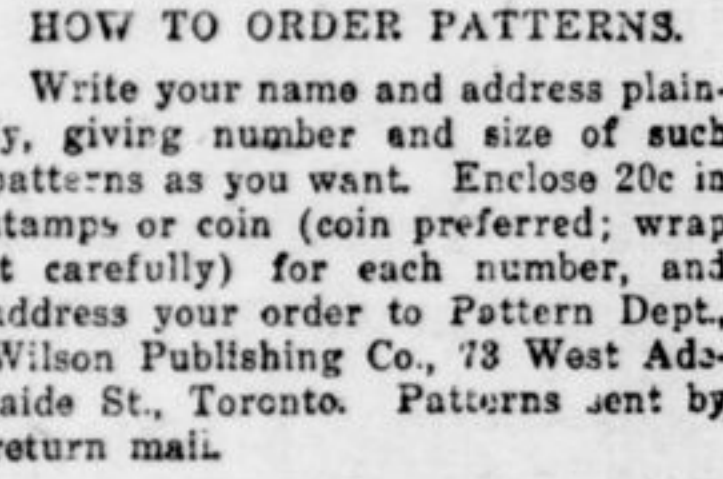 HOW TO ORDER PATTERNS.
Write your name and address plain-
y, giving number and size of such
patterns as you want. Enclose 20c in
stamps or coin (coin preferred; wrap
t carefully) for each number, and
address your order to Pattern Dept.,
Wilson Publishing Co., 73 West Ade-
aide St., Toronto. Patterns sent by
return mail.